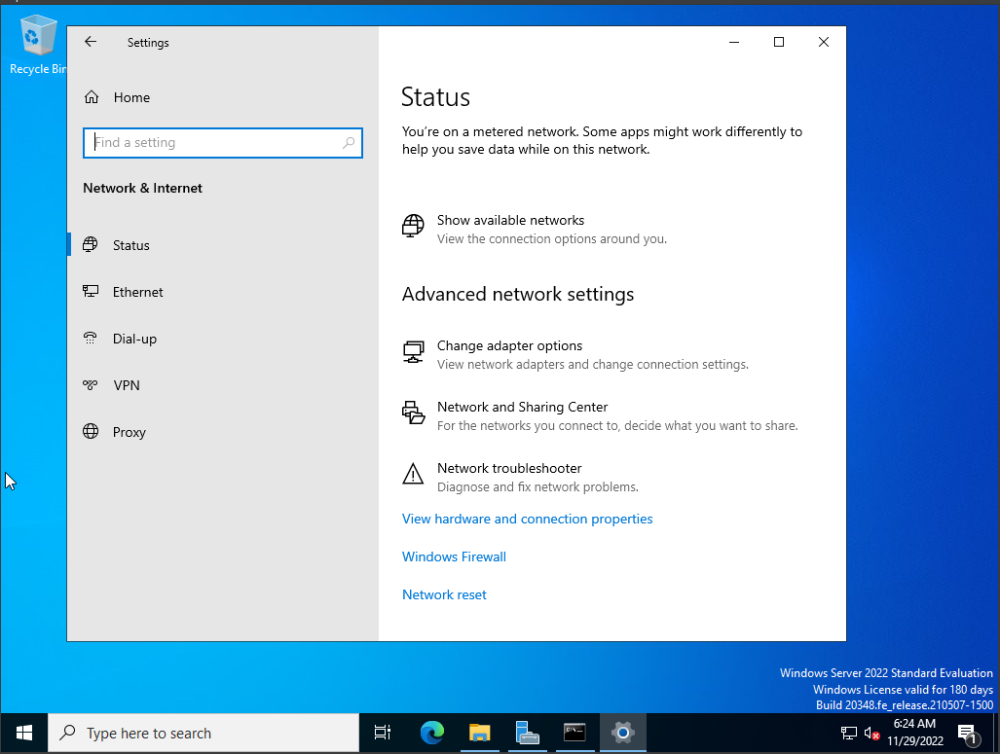 Recycle Bin
Settings
Home
Find a setting
Network & Internet
Status
Ethernet
Dial-up
VPN
Proxy
Status
You're on a metered network. Some apps might work differently to
help you save data while on this network.
Show available networks
View the connection options around you.
Advanced network settings
Change adapter options
View network adapters and change connection settings.
Network and Sharing Center
For the networks you connect to, decide what you want to share.
Network troubleshooter
Diagnose and fix network problems.
View hardware and connection properties
Windows Firewall
Network reset
Windows Server 2022 Standard Evaluation
Windows License valid for 180 days
Build 20348.fe_release.210507-1500
Type here to search
6:24 AM
11/29/2022
1